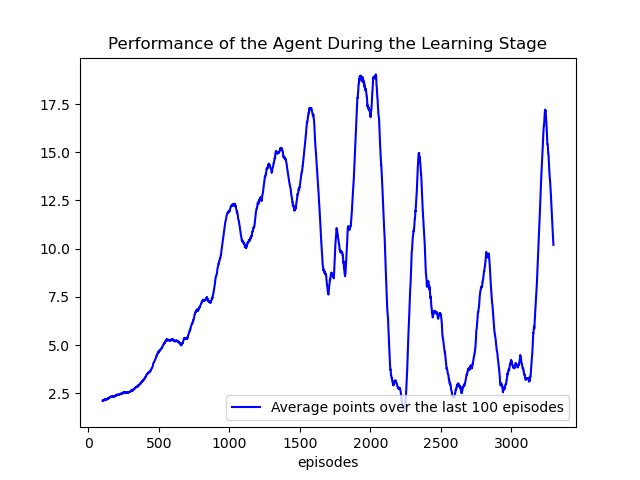 Performance of the Agent During the Learning Stage
17.5
15.0
12.5
10.0
7.5
5.0
2.5
Average points over the last 100 episodes
0 500 1000 1500 2000 2500 3000
episodes